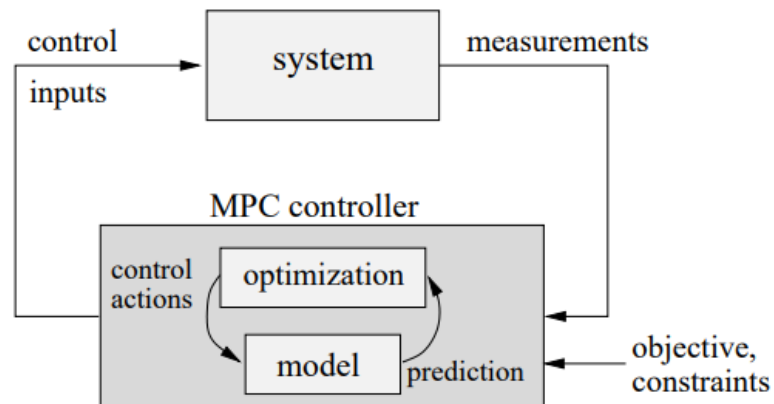 control
inputs
system
measurements
MPC controller
control
actions
optimization
model
prediction
objective,
constraints